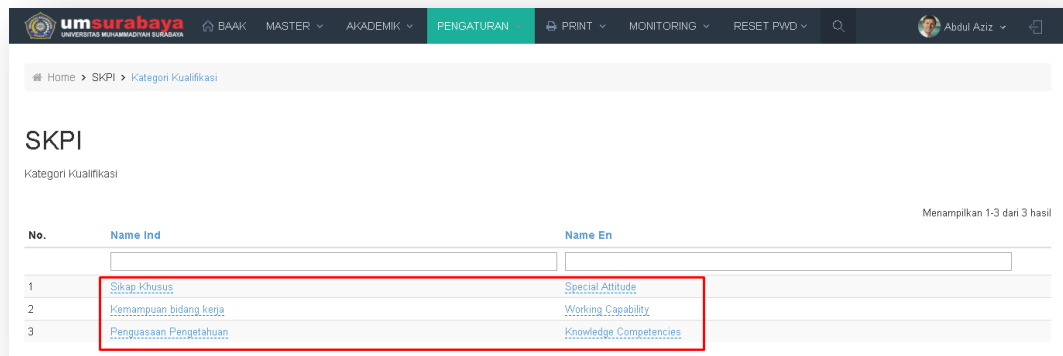 umsurabaya BAAK MASTER AKADEMIK PENGATURAN PRINT MONITORING RESET PWD Abdul Aziz
UNIVERSITAS MUHAMMADIYAH SURABAYA
Home > SKPI > Kategori Kualifikasi
SKPI
Kategori Kualifikasi
Menampilkan 1-3 dari 3 hasil
No. Name Ind Name En
1 Sikap Khusus Special Attitude
2 Kemampuan bidang kerja Working Capability
3 Penguasaan Pengetahuan Knowledge Competencies